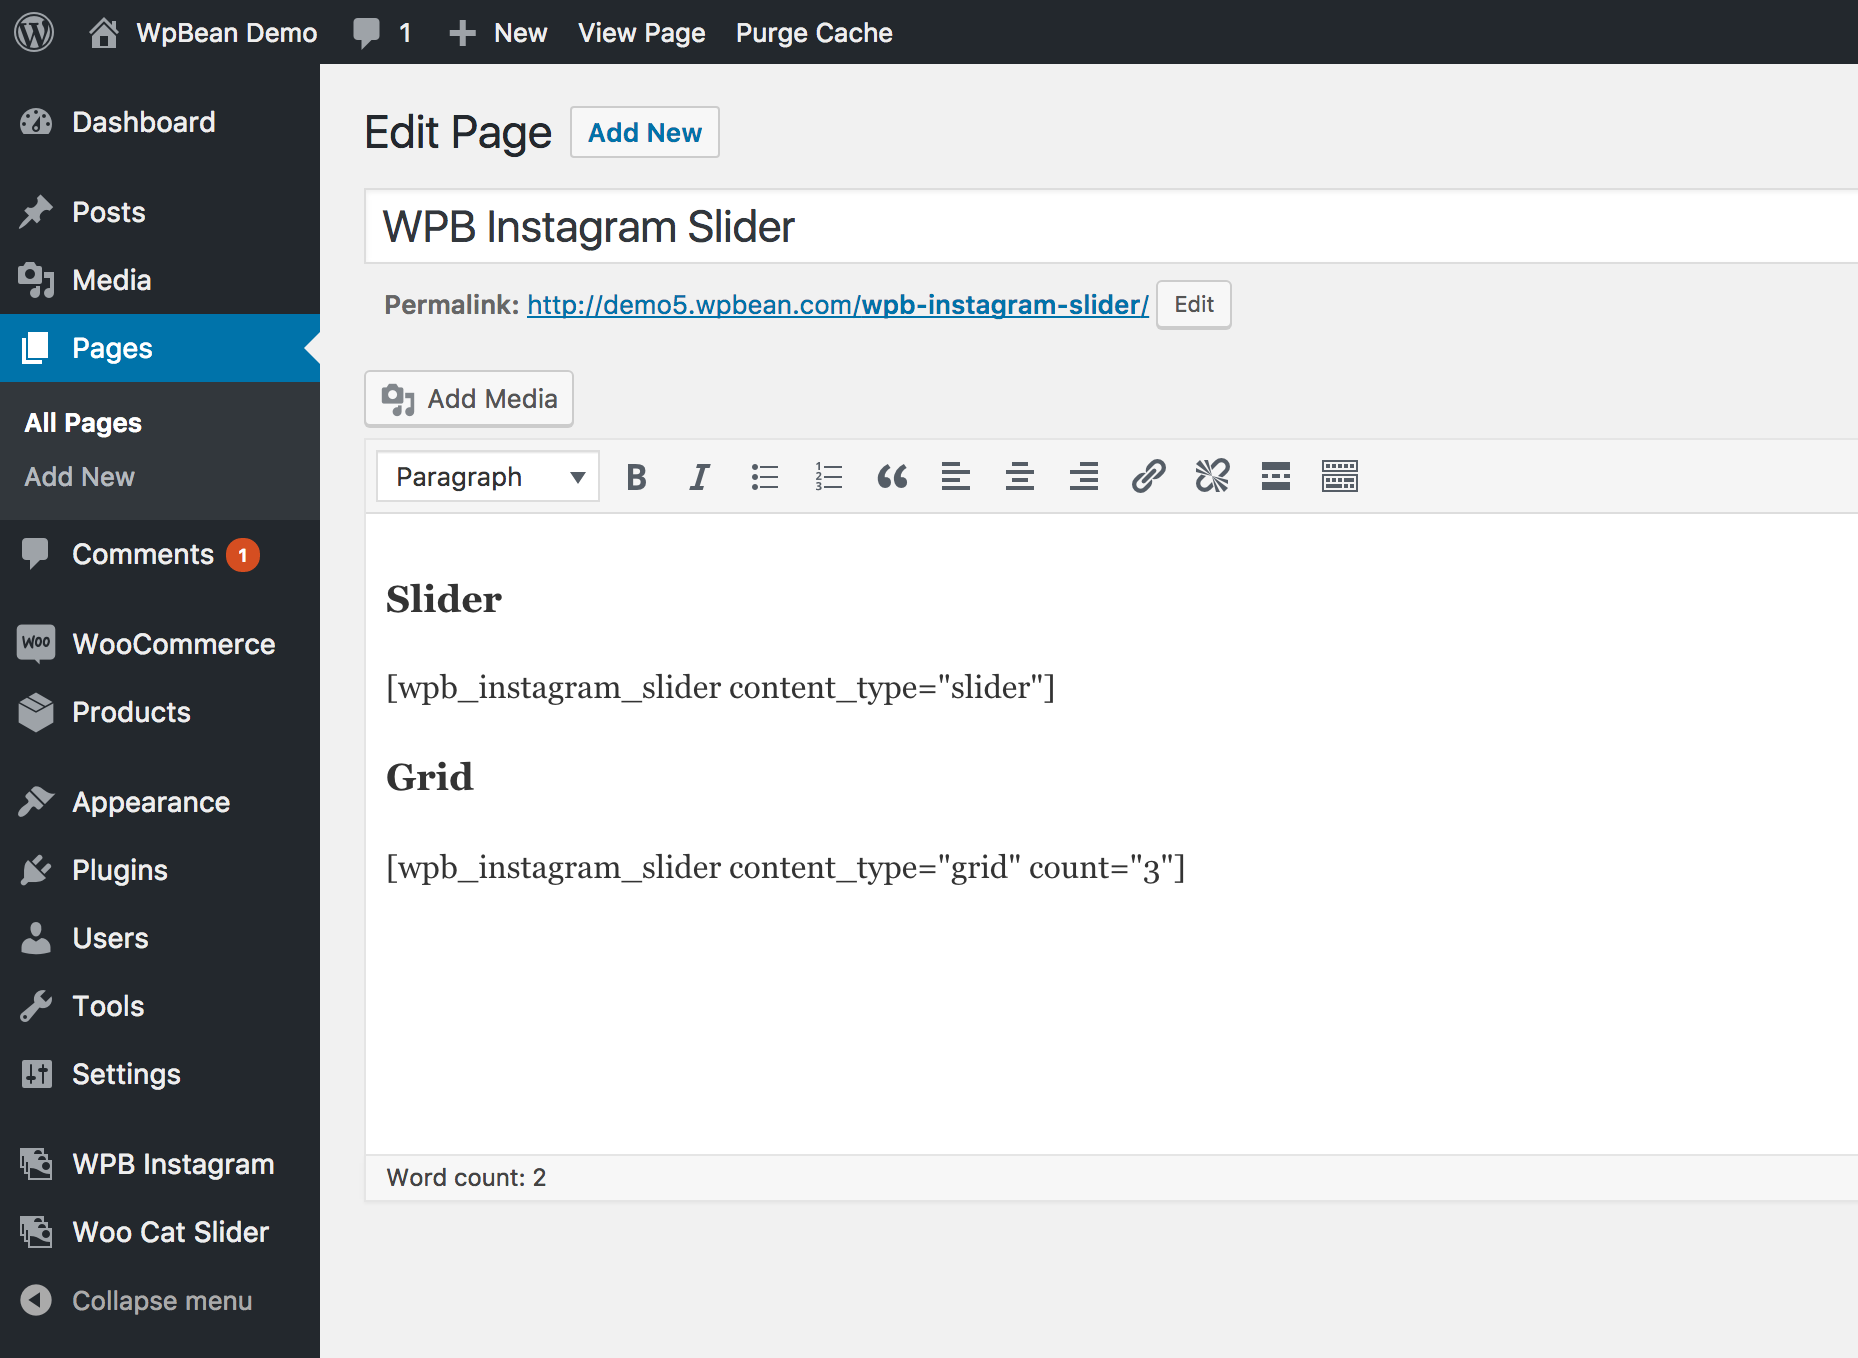 WpBean Demo 1 New View Page Purge Cache
Dashboard
Posts
Media
Pages
All Pages
Add New
Comments 1
Woo WooCommerce
Products
Appearance
Plugins
Users
Tools
Settings
WPB Instagram
Woo Cat Slider
Collapse menu
Edit Page Add New
WPB Instagram Slider
Permalink: http://demo5.wpbean.com/wpb-instagram-slider/ Edit
Add Media
Paragraph
Slider
[wpb_instagram_slider content_type="slider"]
Grid
[wpb_instagram_slider content_type="grid" count="3"]
Word count: 2